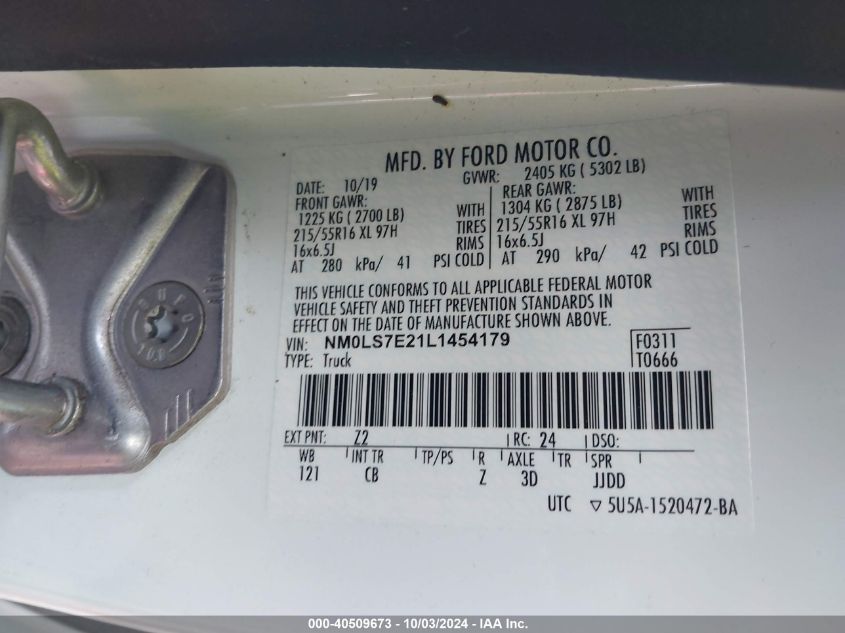 MFD. BY FORD MOTOR CO.
DATE: 10/19 GVWR: 2405 KG ( 5302 LB)
FRONT GAWR: REAR GAWR:
1225 KG ( 2700 LB) WITH 1304 KG ( 2875 LB) WITH
215/55R16 XL 97H TIRES 215/55R16 XL 97H TIRES
16x6.5J RIMS 16x6.5J RIMS
AT 280 kPa/ 41 PSI COLD AT 290 kPa/ 42 PSI COLD
THIS VEHICLE CONFORMS TO ALL APPLICABLE FEDERAL MOTOR
VEHICLE SAFETY AND THEFT PREVENTION STANDARDS IN
EFFECT ON THE DATE OF MANUFACTURE SHOWN ABOVE.
VIN: NM0LS7E21L1454179 F0311
TYPE: Truck T0666
EXT PNT: Z2 RC: 24 DSO:
WB INT TR TP/PS R AXLE TR SPR
121 CB Z 3D JJDD
UTC ▽ 5U5A-1520472-BA
000-40509673 - 10/03/2024 - IAA Inc.